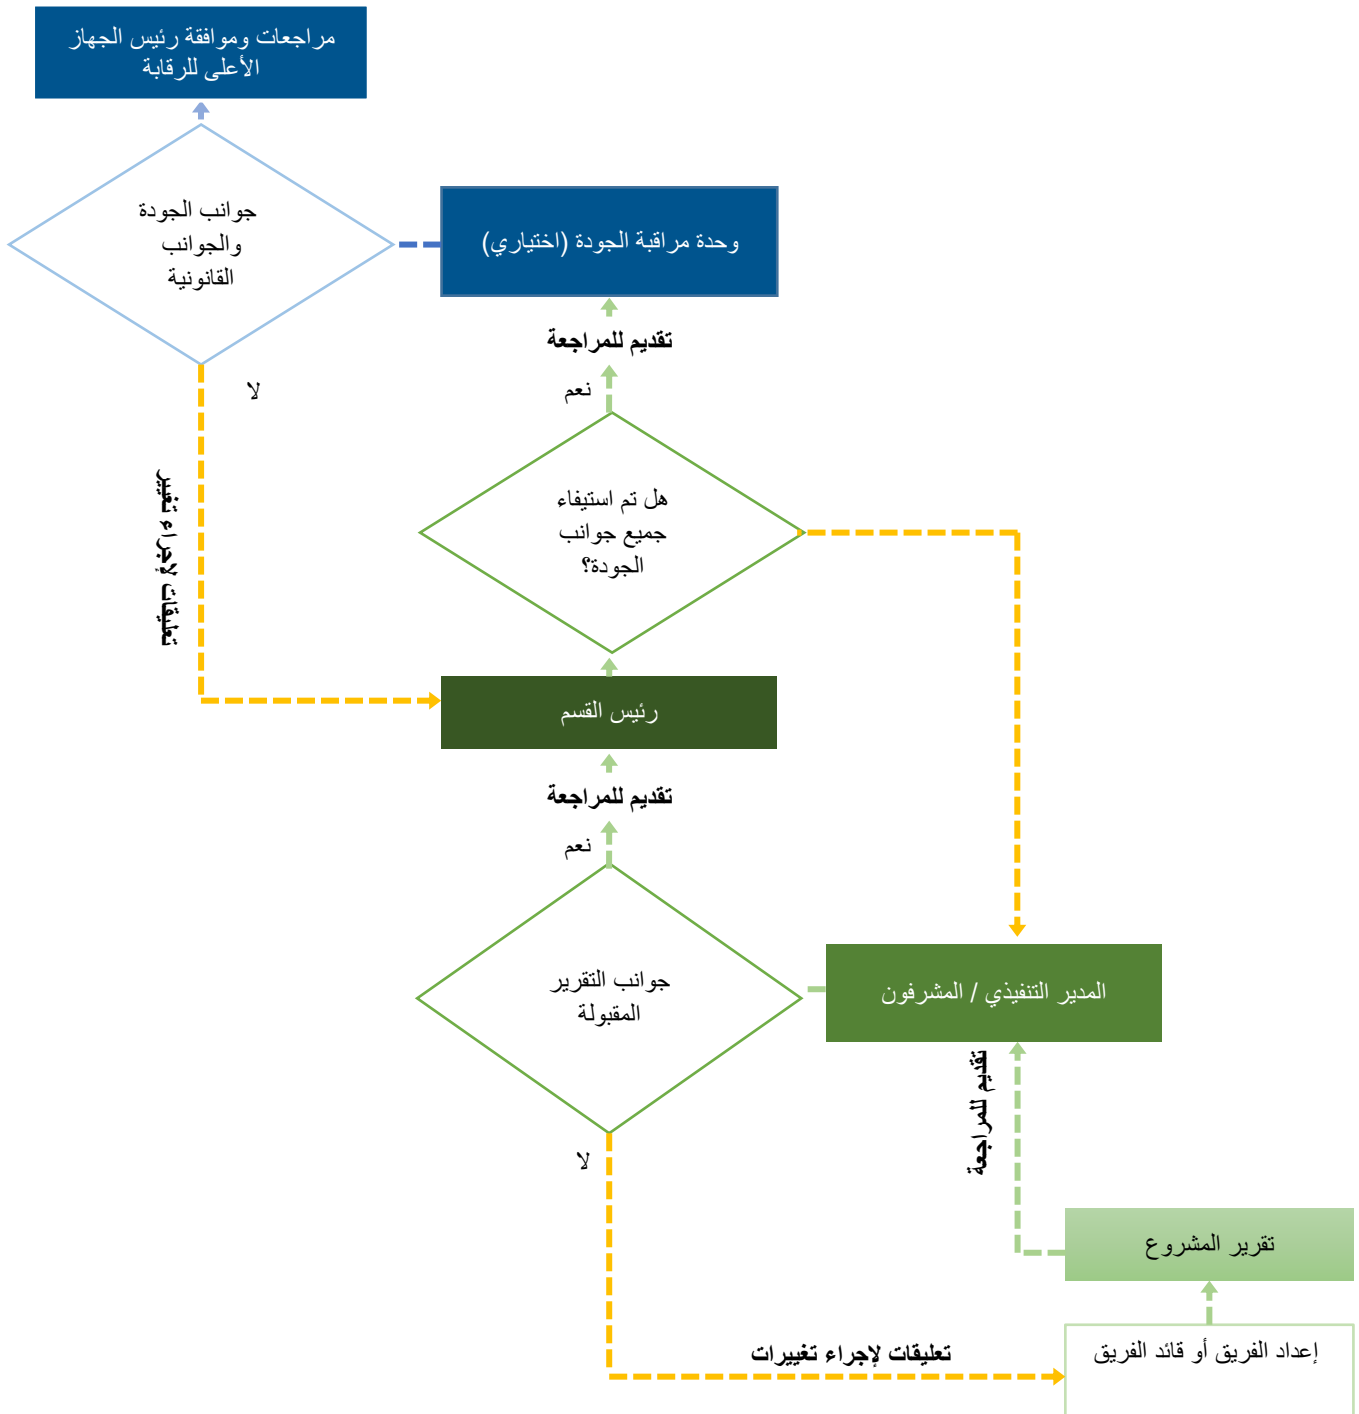 مراجعات وموافقة رئيس الجهاز
الأعلى للرقابة
جوانب الجودة
والجوانب
القانونية
وحدة مراقبة الجودة (اختياري)
تقديم للمراجعة
نعم
لا
تعليقات لإجراء تغيير
هل تم استيفاء
جميع جوانب
الجودة؟
رئيس القسم
تقديم للمراجعة
نعم
جوانب التقرير
المقبولة
المدير التنفيذي / المشرفون
تقديم للمراجعة
لا
تقرير المشروع
تعليقات لإجراء تغييرات
إعداد الفريق أو قائد الفريق